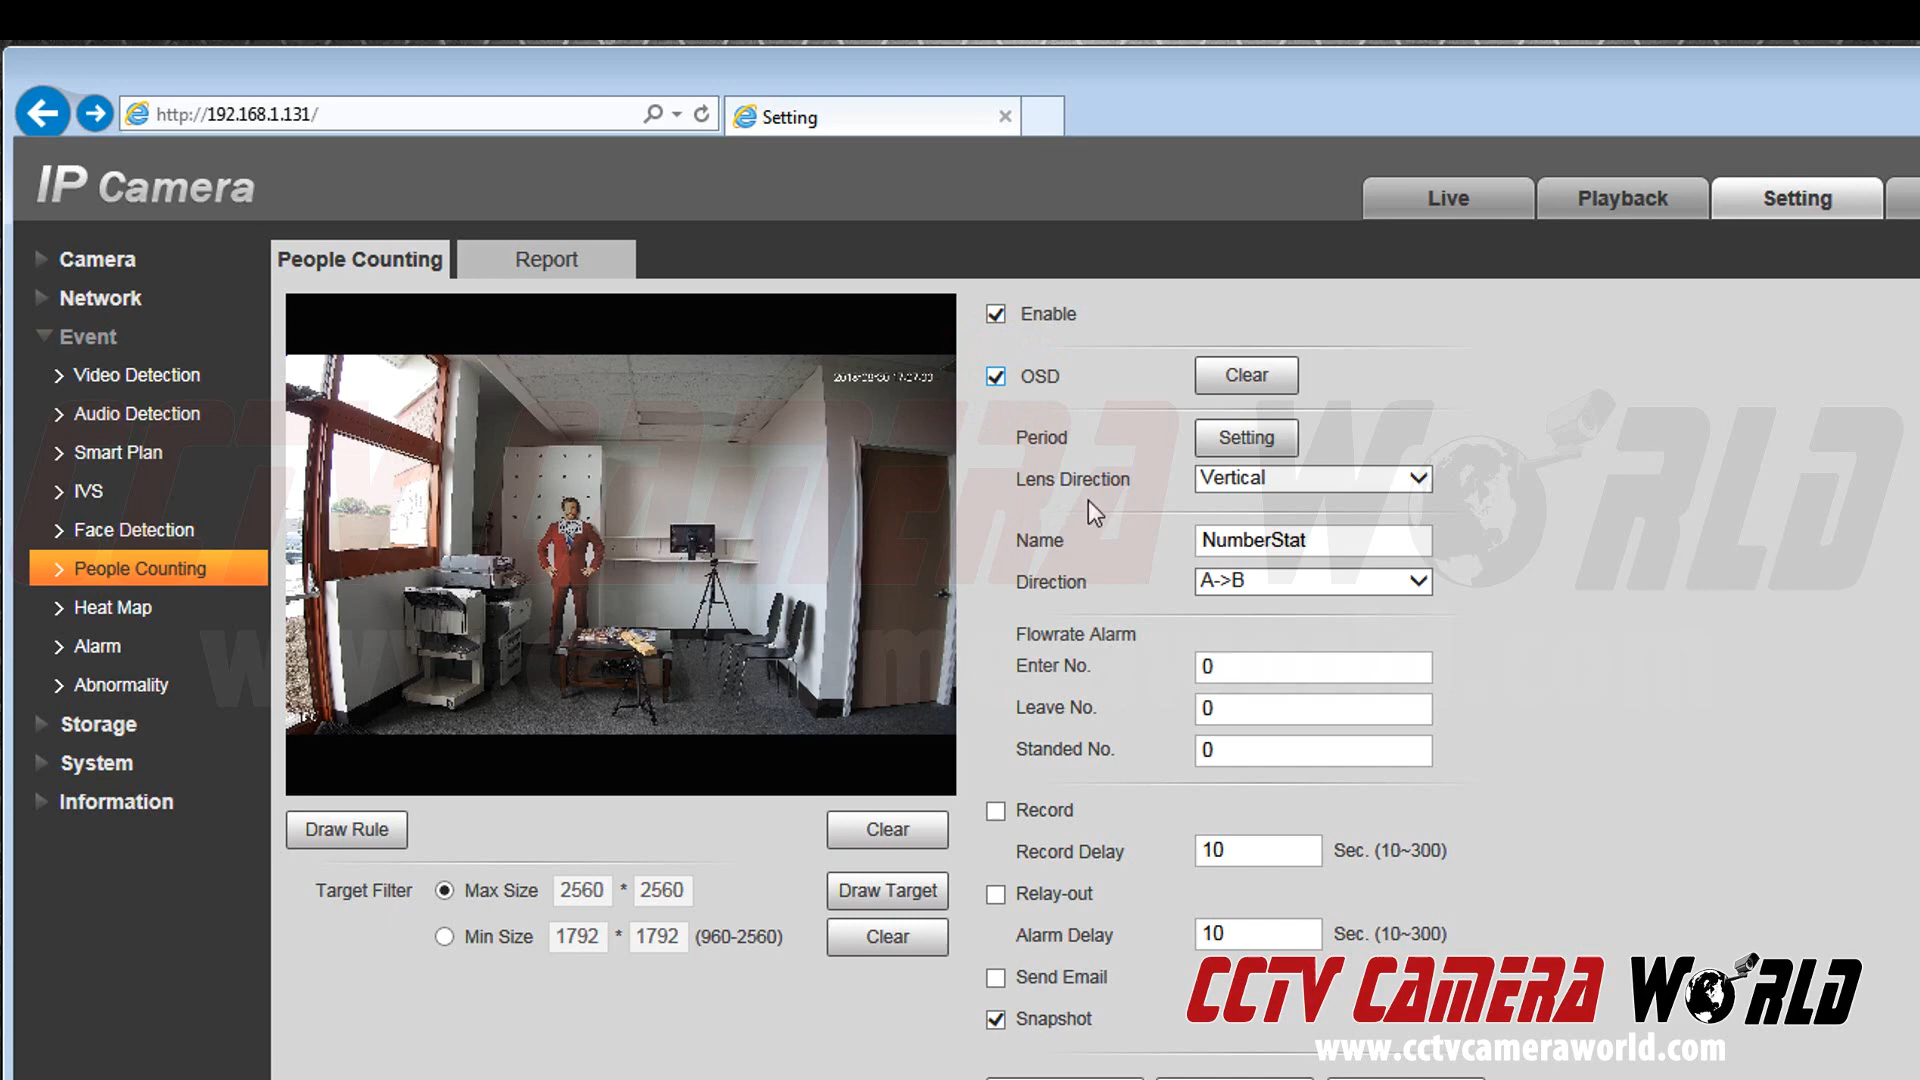 http://192.168.1.131/
Setting
IP Camera
Live
Playback
Setting
Camera
Network
Event
Video Detection
Audio Detection
Smart Plan
IVS
Face Detection
People Counting
Heat Map
Alarm
Abnormality
Storage
System
Information
People Counting
Report
Draw Rule
Clear
Target Filter
Max Size 2560 * 2560
Draw Target
Min Size 1792 * 1792 (960-2560)
Clear
Enable
OSD
Clear
Period
Setting
Lens Direction
Vertical
Name
NumberStat
Direction
A->B
Flowrate Alarm
Enter No. 0
Leave No. 0
Standed No. 0
Record
Record Delay 10 Sec. (10~300)
Relay-out
Alarm Delay 10 Sec. (10~300)
Send Email
Snapshot
CCTV CAMERA WORLD
www.cctvcameraworld.com
CCTV CAMERA WORLD